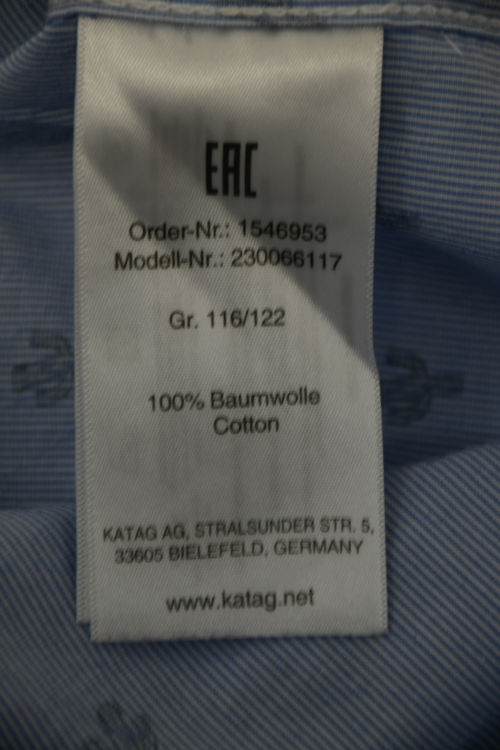 EAC
Order-Nr.: 1546953
Modell-Nr.: 230066117
Gr. 116/122
100% Baumwolle
Cotton
KATAG AG, STRALSUNDER STR. 5,
33605 BIELEFELD, GERMANY
www.katag.net